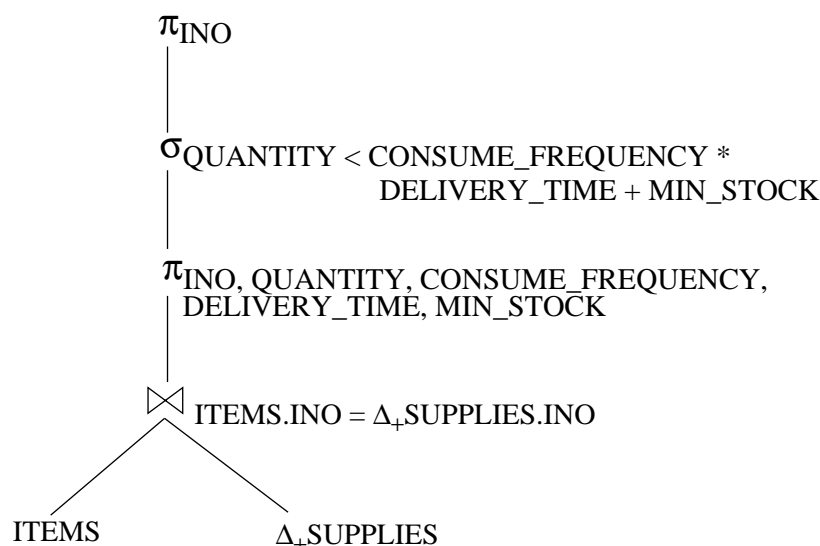 πINO
σQUANTITY < CONSUME_FREQUENCY *
DELIVERY_TIME + MIN_STOCK
πINO, QUANTITY, CONSUME_FREQUENCY,
DELIVERY_TIME, MIN_STOCK
⋈ ITEMS.INO = Δ+SUPPLIES.INO
ITEMS Δ+SUPPLIES